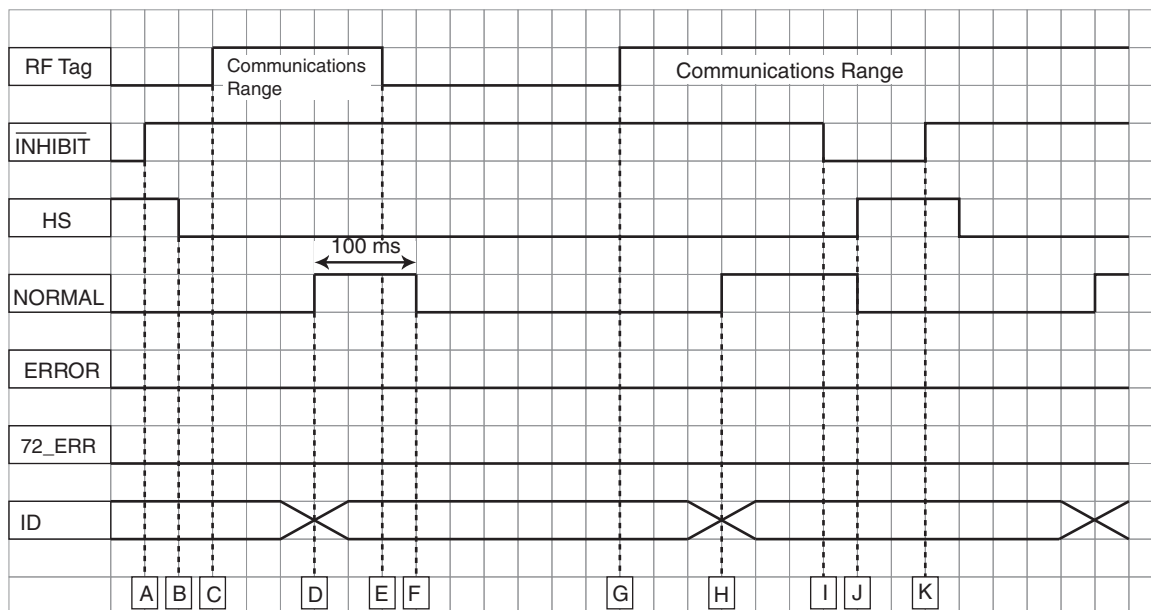 RF Tag
Communications
Range
Communications Range
INHIBIT
HS
100 ms
NORMAL
ERROR
72_ERR
ID
A B C D E F G H I J K